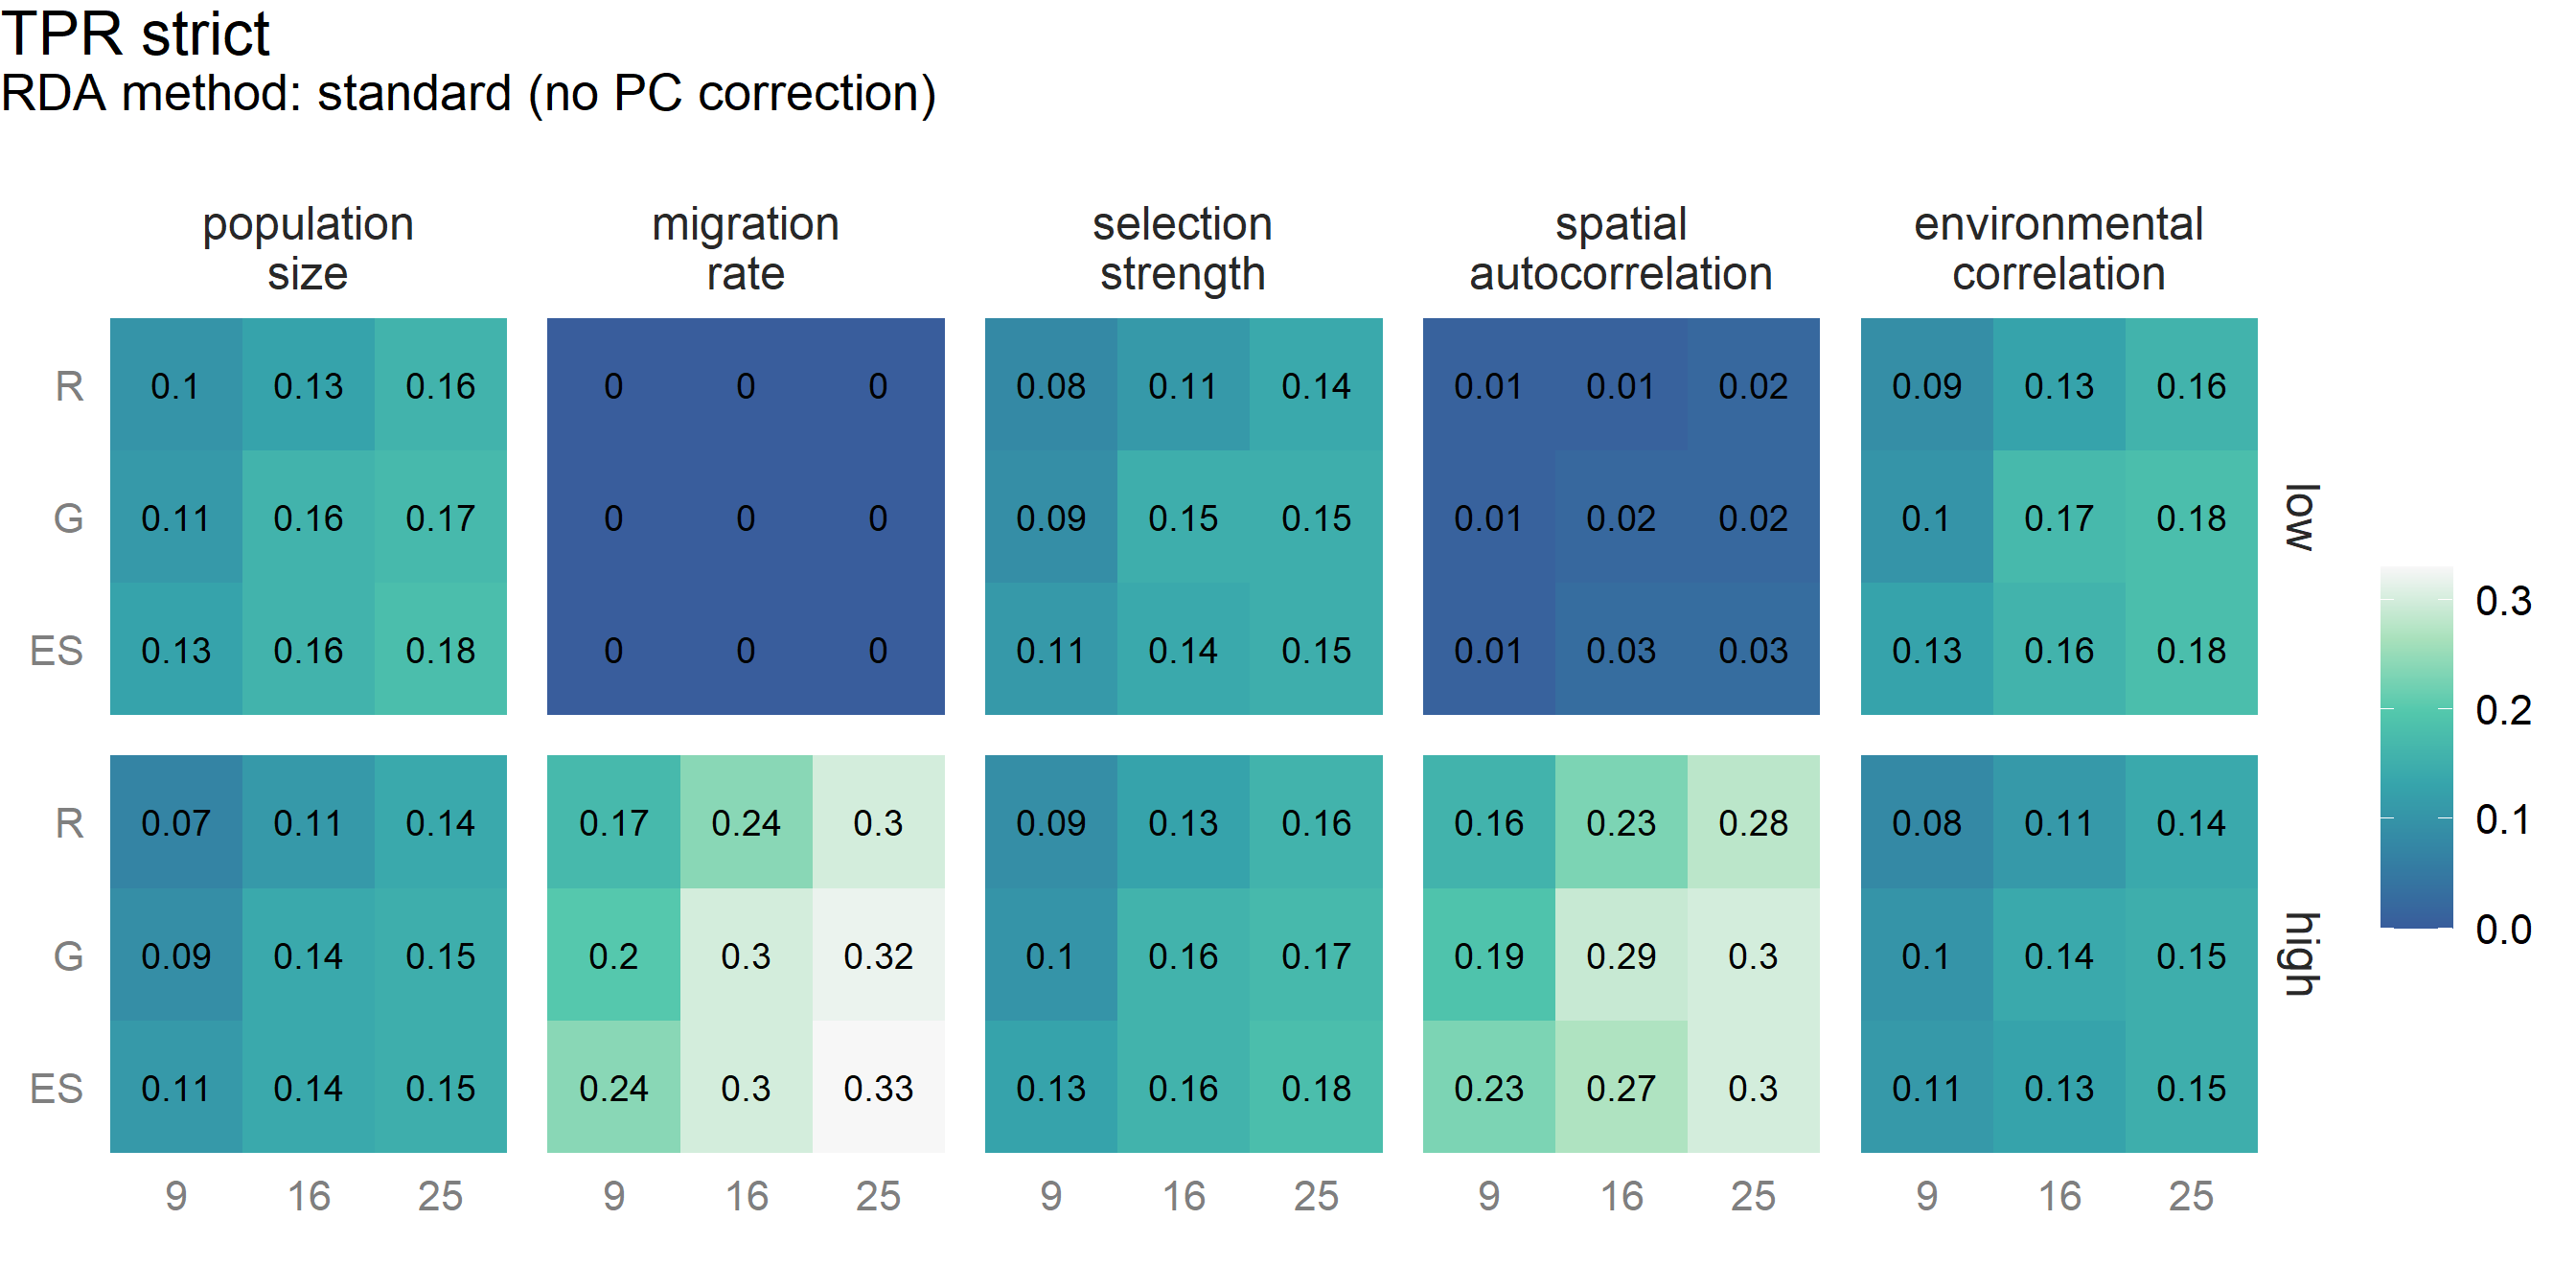 TPR strict
RDA method: standard (no PC correction)
population size
migration rate
selection strength
spatial autocorrelation
environmental correlation
R 0.1 0.13 0.16 0 0 0 0.08 0.11 0.14 0.01 0.01 0.02 0.09 0.13 0.16
G 0.11 0.16 0.17 0 0 0 0.09 0.15 0.15 0.01 0.02 0.02 0.1 0.17 0.18
ES 0.13 0.16 0.18 0 0 0 0.11 0.14 0.15 0.01 0.03 0.03 0.13 0.16 0.18
low
R 0.07 0.11 0.14 0.17 0.24 0.3 0.09 0.13 0.16 0.16 0.23 0.28 0.08 0.11 0.14
G 0.09 0.14 0.15 0.2 0.3 0.32 0.1 0.16 0.17 0.19 0.29 0.3 0.1 0.14 0.15
ES 0.11 0.14 0.15 0.24 0.3 0.33 0.13 0.16 0.18 0.23 0.27 0.3 0.11 0.13 0.15
high
9 16 25 9 16 25 9 16 25 9 16 25 9 16 25
0.3
0.2
0.1
0.0